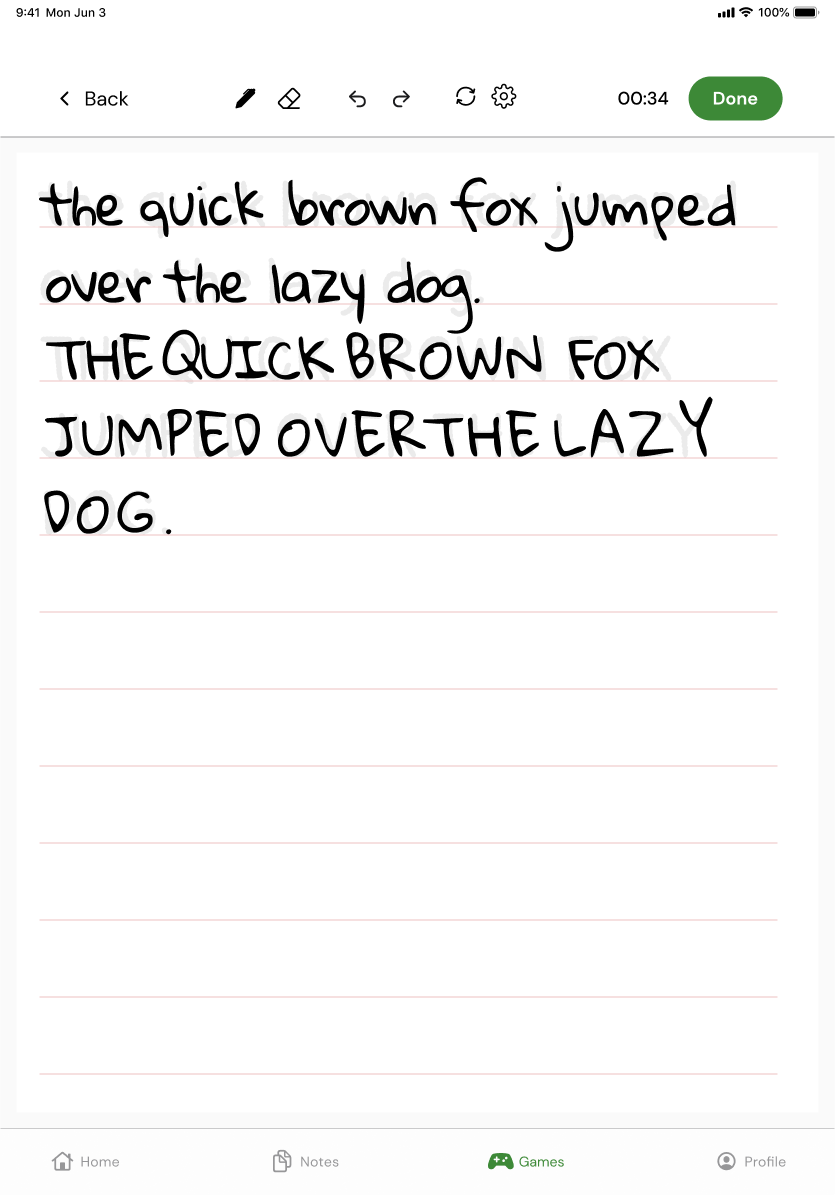 9:41 Mon Jun 3 100%
Back 00:34 Done
the quick brown fox jumped
over the lazy dog.
THE QUICK BROWN FOX
JUMPED OVER THE LAZY
DOG.
Home Notes Games Profile